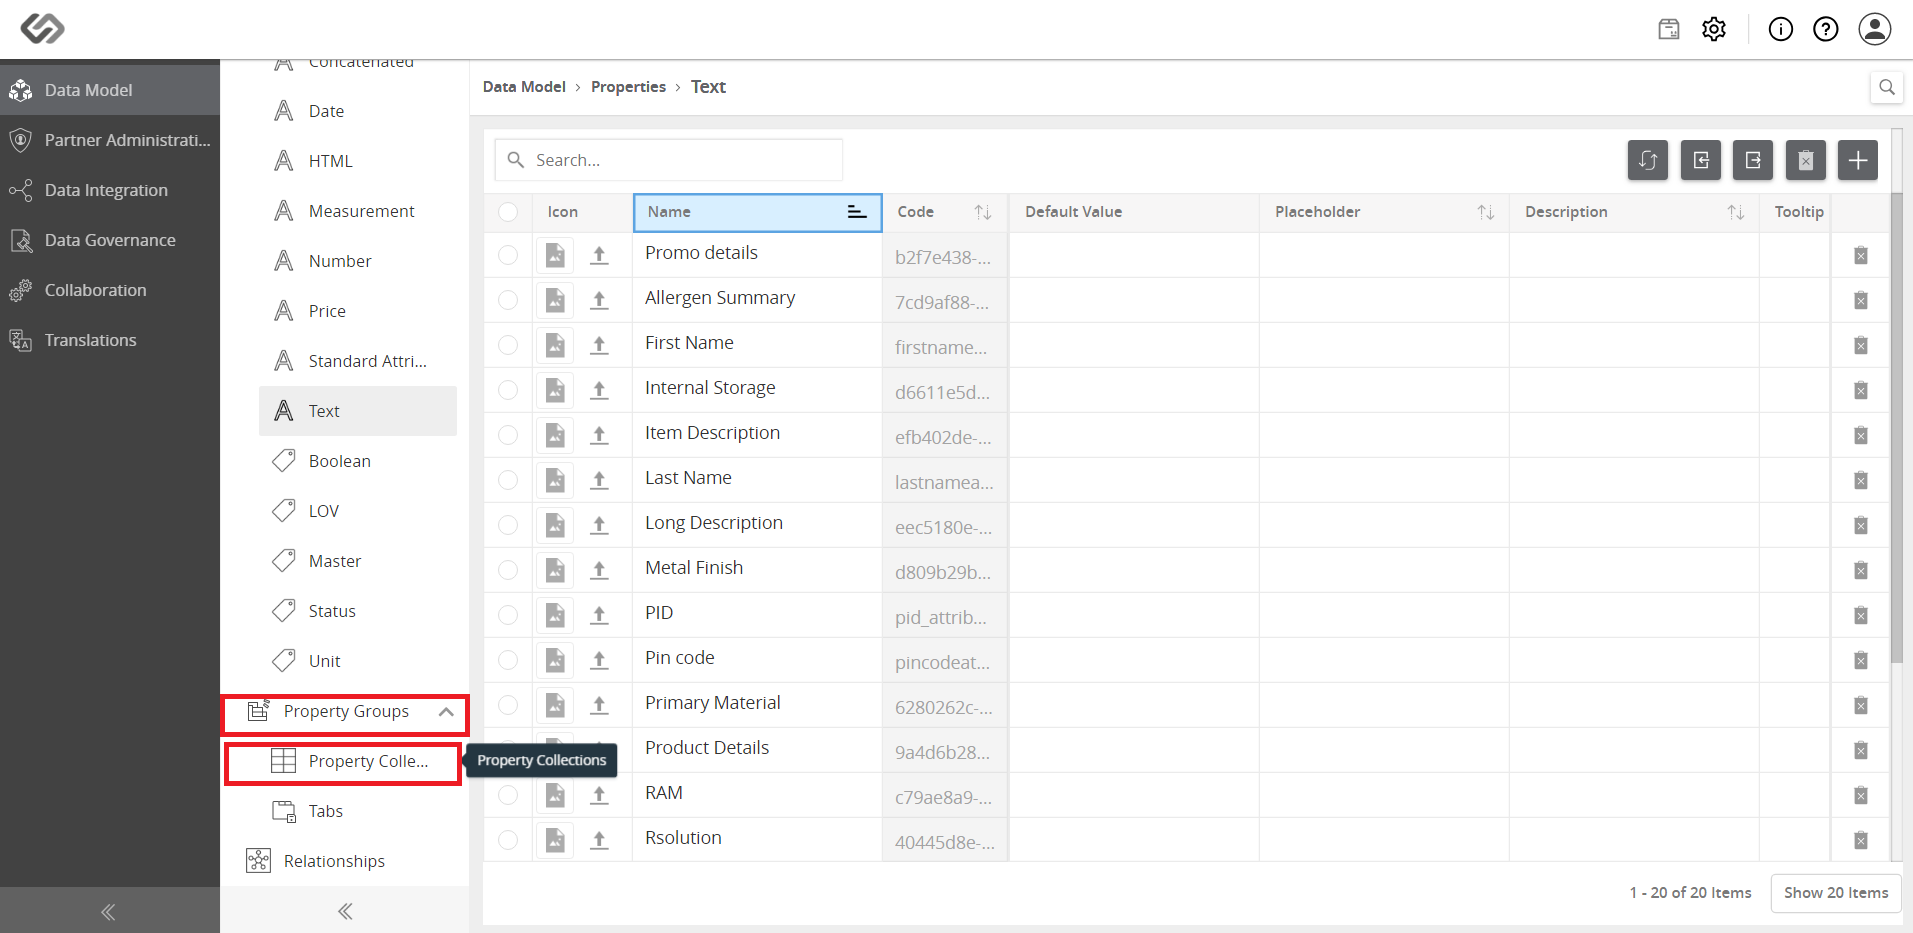 Data Model
Partner Administrati...
Data Integration
Data Governance
Collaboration
Translations
Concatenated
Date
HTML
Measurement
Number
Price
Standard Attri...
Text
Boolean
LOV
Master
Status
Unit
Property Groups
Property Colle...
Property Collections
Tabs
Relationships
Data Model > Properties > Text
Search...
Icon Name Code Default Value Placeholder Description Tooltip
Promo details b2f7e438-...
Allergen Summary 7cd9af88-...
First Name firstname...
Internal Storage d6611e5d...
Item Description efb402de-...
Last Name lastnamea...
Long Description eec5180e-...
Metal Finish d809b29b...
PID pid_attrib...
Pin code pincodeat...
Primary Material 6280262c-...
Product Details 9a4d6b28...
RAM c79ae8a9-...
Rsolution 40445d8e-...
1 - 20 of 20 Items Show 20 Items